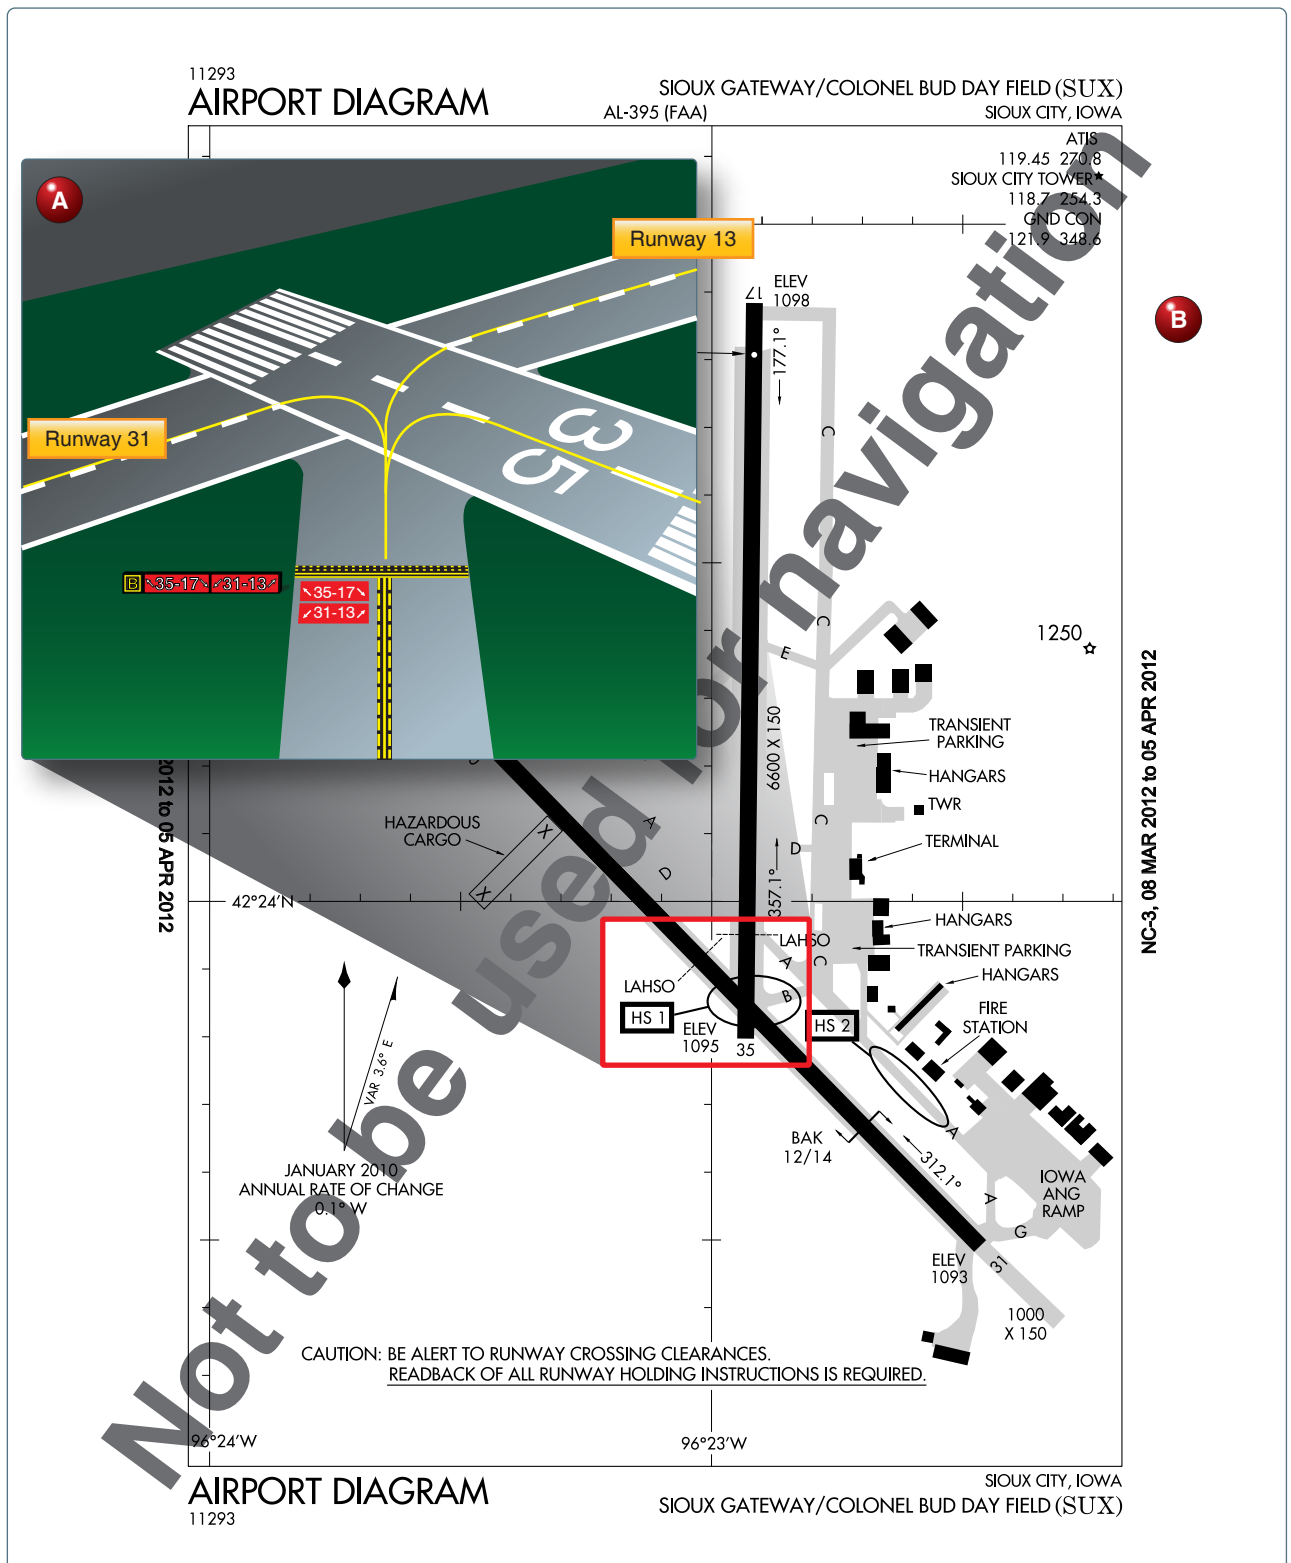 11293
AIRPORT DIAGRAM
AL-395 (FAA)
SIOUX GATEWAY/COLONEL BUD DAY FIELD (SUX)
SIOUX CITY, IOWA
ATIS
119.45 270.8
SIOUX CITY TOWER★
118.7 254.3
GND CON
121.9 348.6
A
Runway 13
Runway 31
35
B 35-17 31-13
35-17
31-13
B
17
ELEV
1098
177.1°
C
C
E
1250
6600 X 150
TRANSIENT
PARKING
HANGARS
TWR
C
D
TERMINAL
HAZARDOUS
CARGO
X
X
A
D
42°24'N
357.1°
HANGARS
LAHSO
TRANSIENT PARKING
A
C
HANGARS
LAHSO
B
HS 1
HS 2
FIRE
STATION
ELEV
1095
35
VAR 3.6° E
BAK
12/14
A
312.1°
JANUARY 2010
ANNUAL RATE OF CHANGE
0.1° W
IOWA
ANG
RAMP
A
G
ELEV
1093
31
1000
X 150
CAUTION: BE ALERT TO RUNWAY CROSSING CLEARANCES.
READBACK OF ALL RUNWAY HOLDING INSTRUCTIONS IS REQUIRED.
96°24'W
96°23'W
2012 to 05 APR 2012
NC-3, 08 MAR 2012 to 05 APR 2012
Not to be used for navigation
AIRPORT DIAGRAM
11293
SIOUX CITY, IOWA
SIOUX GATEWAY/COLONEL BUD DAY FIELD (SUX)